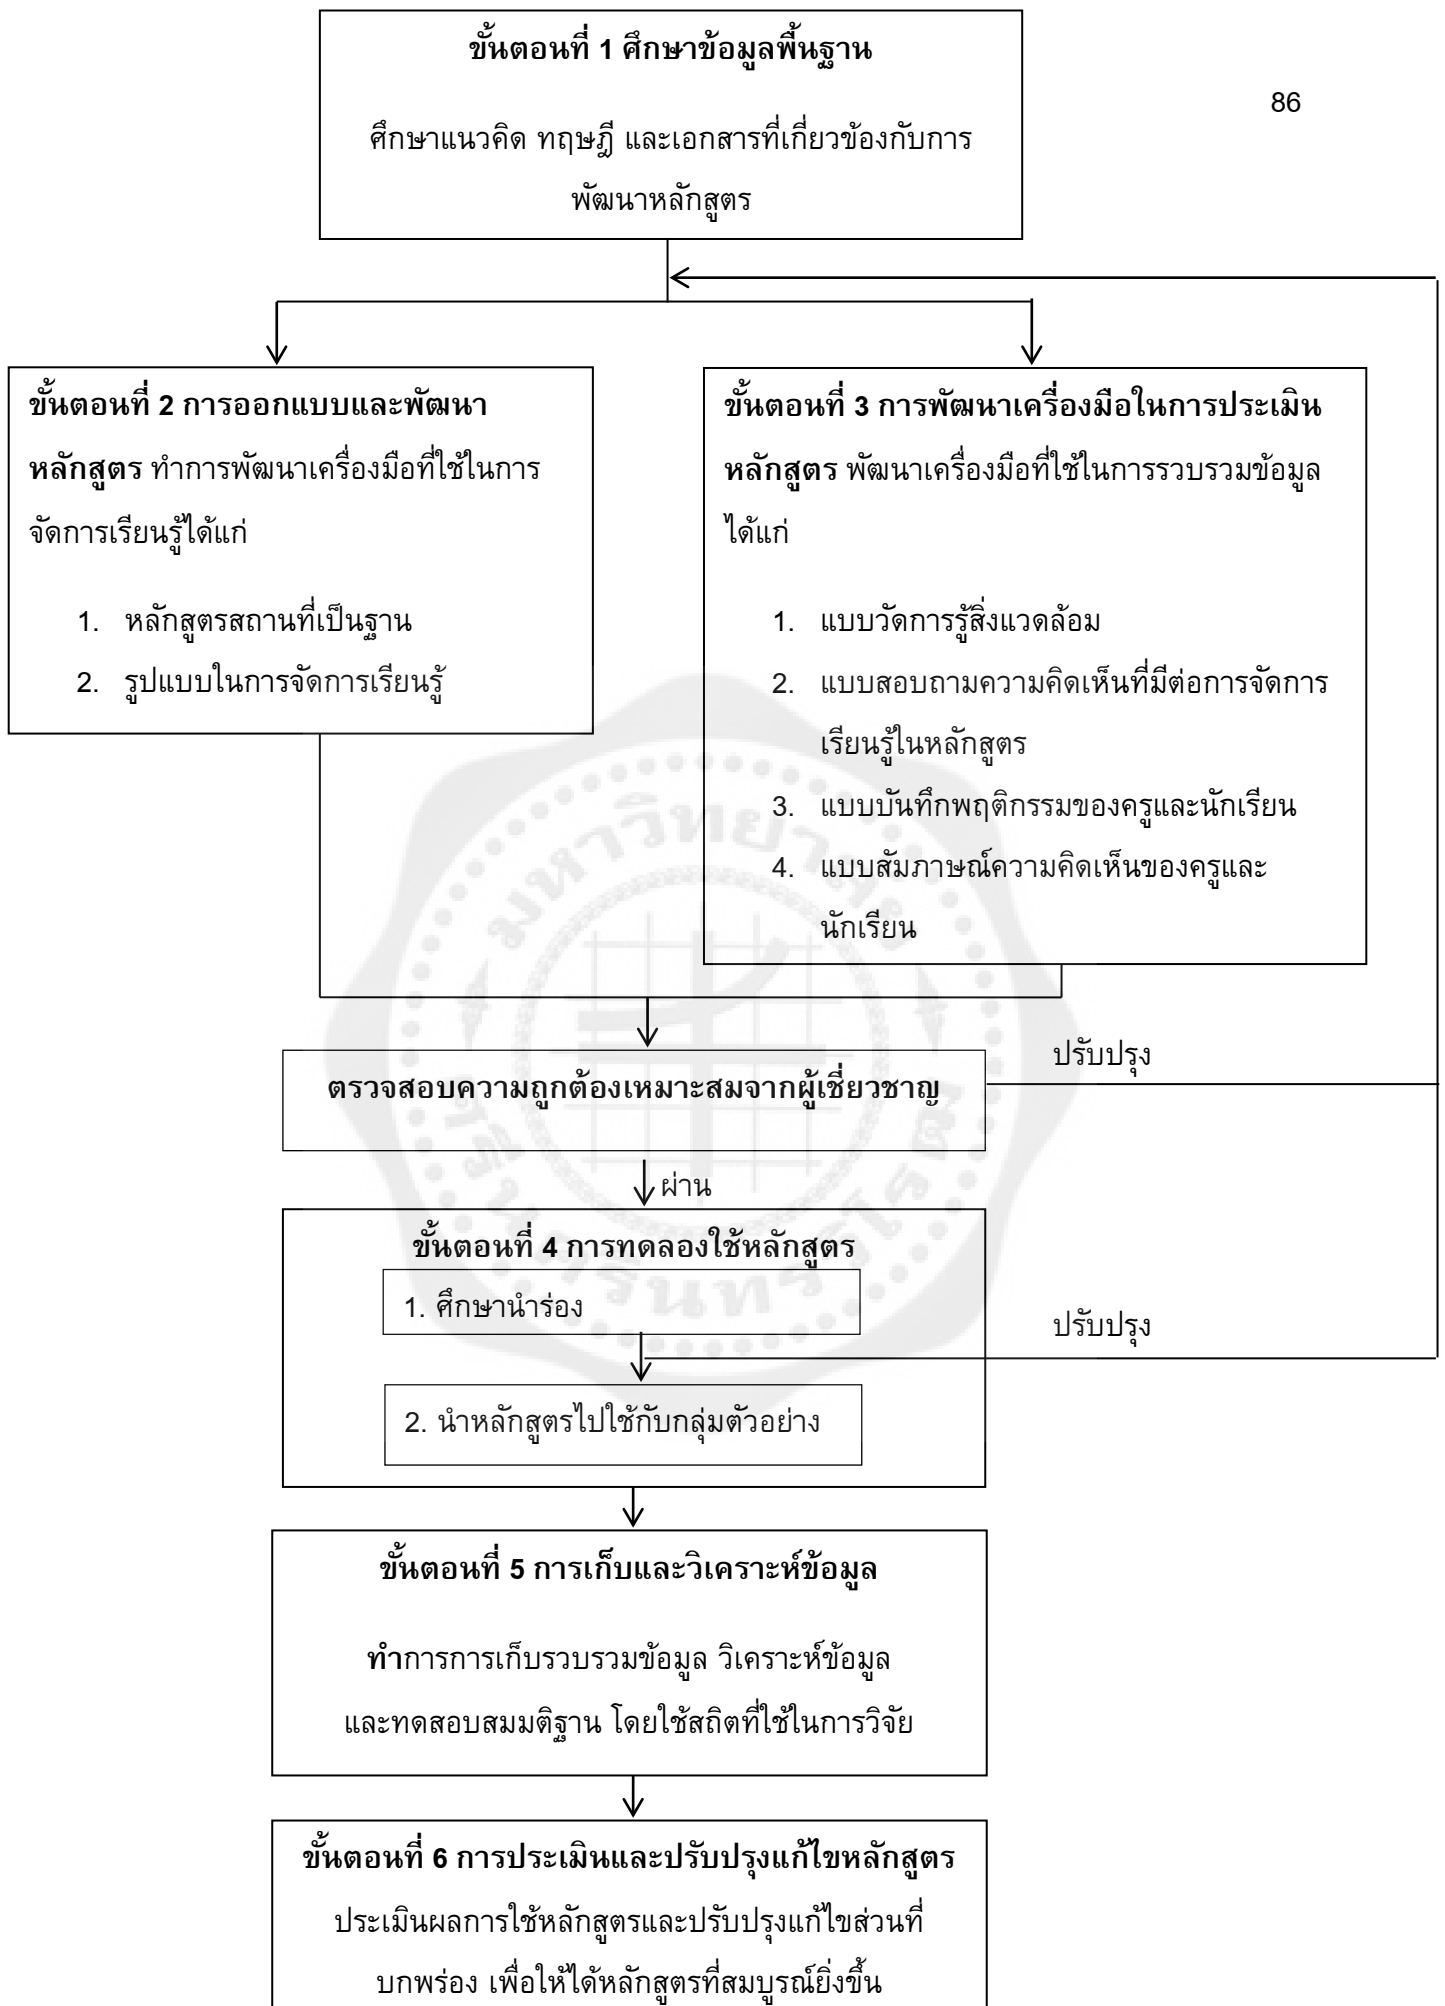 86
ขั้นตอนที่ 1 ศึกษาข้อมูลพื้นฐาน
ศึกษาแนวคิด ทฤษฎี และเอกสารที่เกี่ยวข้องกับการ
พัฒนาหลักสูตร
ขั้นตอนที่ 2 การออกแบบและพัฒนา
หลักสูตร ทำการพัฒนาเครื่องมือที่ใช้ในการ
จัดการเรียนรู้ได้แก่
1. หลักสูตรสถานที่เป็นฐาน
2. รูปแบบในการจัดการเรียนรู้
ขั้นตอนที่ 3 การพัฒนาเครื่องมือในการประเมิน
หลักสูตร พัฒนาเครื่องมือที่ใช้ในการรวบรวมข้อมูล
ได้แก่
1. แบบวัดการรู้สิ่งแวดล้อม
2. แบบสอบถามความคิดเห็นที่มีต่อการจัดการ
เรียนรู้ในหลักสูตร
3. แบบบันทึกพฤติกรรมของครูและนักเรียน
4. แบบสัมภาษณ์ความคิดเห็นของครูและ
นักเรียน
ตรวจสอบความถูกต้องเหมาะสมจากผู้เชี่ยวชาญ
ปรับปรุง
ผ่าน
ขั้นตอนที่ 4 การทดลองใช้หลักสูตร
1. ศึกษานำร่อง
ปรับปรุง
2. นำหลักสูตรไปใช้กับกลุ่มตัวอย่าง
ขั้นตอนที่ 5 การเก็บและวิเคราะห์ข้อมูล
ทำการการเก็บรวบรวมข้อมูล วิเคราะห์ข้อมูล
และทดสอบสมมติฐาน โดยใช้สถิตที่ใช้ในการวิจัย
ขั้นตอนที่ 6 การประเมินและปรับปรุงแก้ไขหลักสูตร
ประเมินผลการใช้หลักสูตรและปรับปรุงแก้ไขส่วนที่
บกพร่อง เพื่อให้ได้หลักสูตรที่สมบูรณ์ยิ่งขึ้น
มหาวิทยาลัย
ศรีนครินทรวิโรฒ